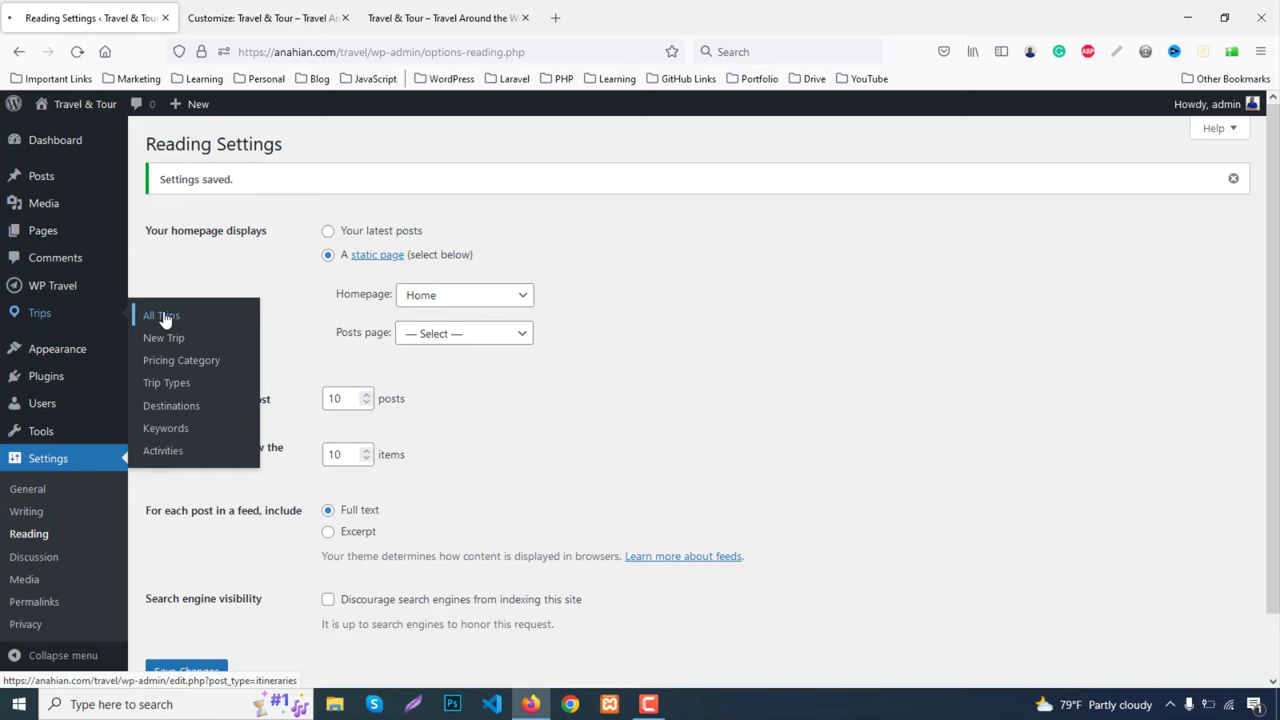 Reading Settings ‹ Travel & Tour
Customize: Travel & Tour – Travel Ar
Travel & Tour – Travel Around the W
https://anahian.com/travel/wp-admin/options-reading.php
Search
Important Links
Marketing
Learning
Personal
Blog
JavaScript
WordPress
Laravel
PHP
Learning
GitHub Links
Portfolio
Drive
YouTube
Other Bookmarks
Travel & Tour
0
New
Howdy, admin
Dashboard
Posts
Media
Pages
Comments
WP Travel
Trips
Appearance
Plugins
Users
Tools
Settings
General
Writing
Reading
Discussion
Media
Permalinks
Privacy
Collapse menu
All Trips
New Trip
Pricing Category
Trip Types
Destinations
Keywords
Activities
Help
Reading Settings
Settings saved.
Your homepage displays
Your latest posts
A static page (select below)
Homepage: Home
Posts page: — Select —
10 posts
10 items
For each post in a feed, include
Full text
Excerpt
Your theme determines how content is displayed in browsers. Learn more about feeds.
Search engine visibility
Discourage search engines from indexing this site
It is up to search engines to honor this request.
Save Changes
https://anahian.com/travel/wp-admin/edit.php?post_type=itineraries
Type here to search
#1
79°F Partly cloudy